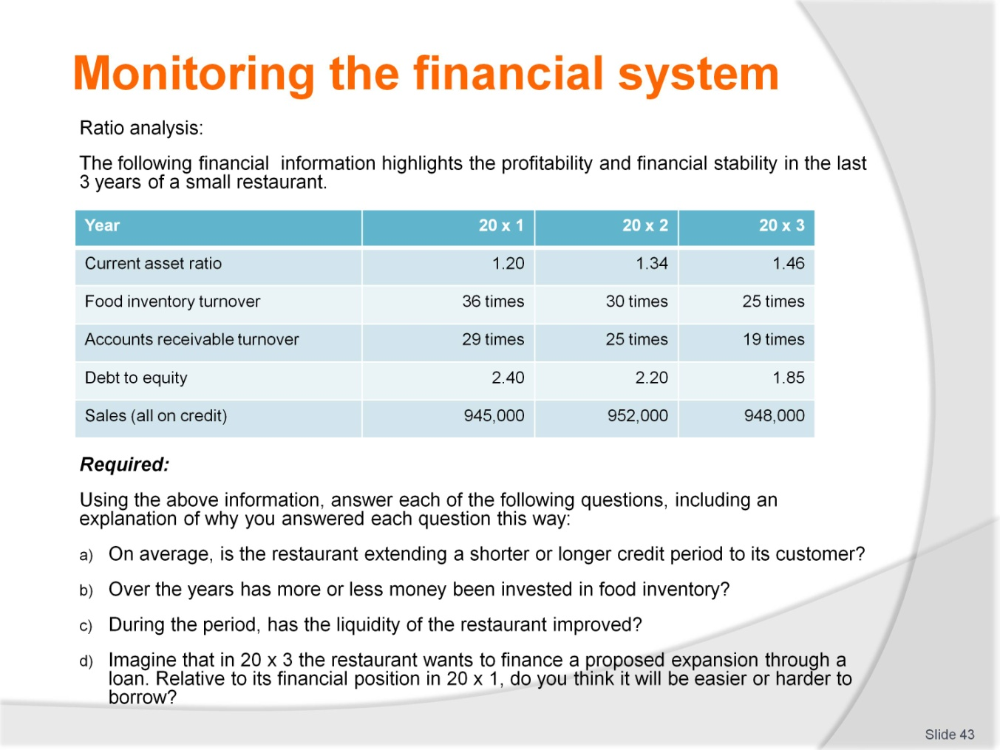 Monitoring the financial system
Ratio analysis:
The following financial  information highlights the profitability and financial stability in the last
3 years of a small restaurant.
Year 20 x 1 20 x 2 20 x 3
Current asset ratio 1.20 1.34 1.46
Food inventory turnover 36 times 30 times 25 times
Accounts receivable turnover 29 times 25 times 19 times
Debt to equity 2.40 2.20 1.85
Sales (all on credit) 945,000 952,000 948,000
Required:
Using the above information, answer each of the following questions, including an
explanation of why you answered each question this way:
a) On average, is the restaurant extending a shorter or longer credit period to its customer?
b) Over the years has more or less money been invested in food inventory?
c) During the period, has the liquidity of the restaurant improved?
d) Imagine that in 20 x 3 the restaurant wants to finance a proposed expansion through a
loan. Relative to its financial position in 20 x 1, do you think it will be easier or harder to
borrow?
Slide 43